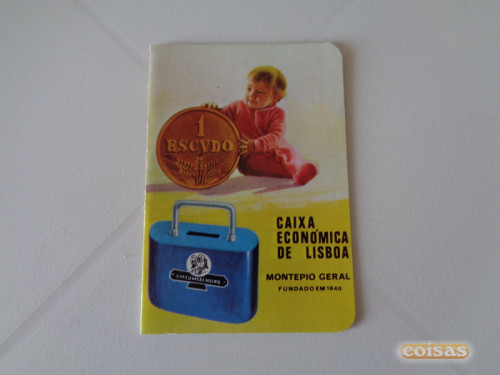 1
ESCVDO
CAIXA
ECONÓMICA
DE LISBOA
MONTEPIO GERAL
FUNDADO EM 1840
coisas